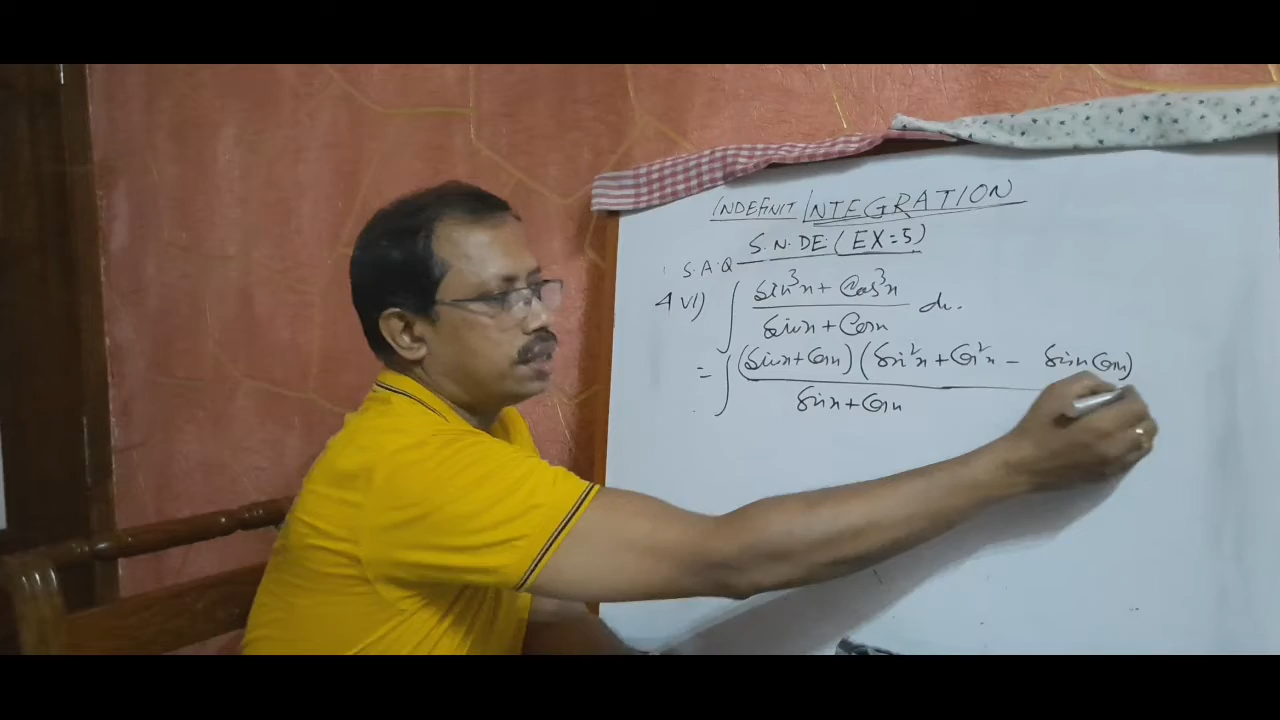 INDEFINIT INTEGRATION
S.N.DE (EX=5)
S.A.Q
4 VI) ∫ (Sin³x + Cos³x) / (Sinx + Cosx) dx.
= ∫ (Sinx + Cosx) (Sin²x + Cos²x − Sinx Cosx) / (Sinx + Cosx)